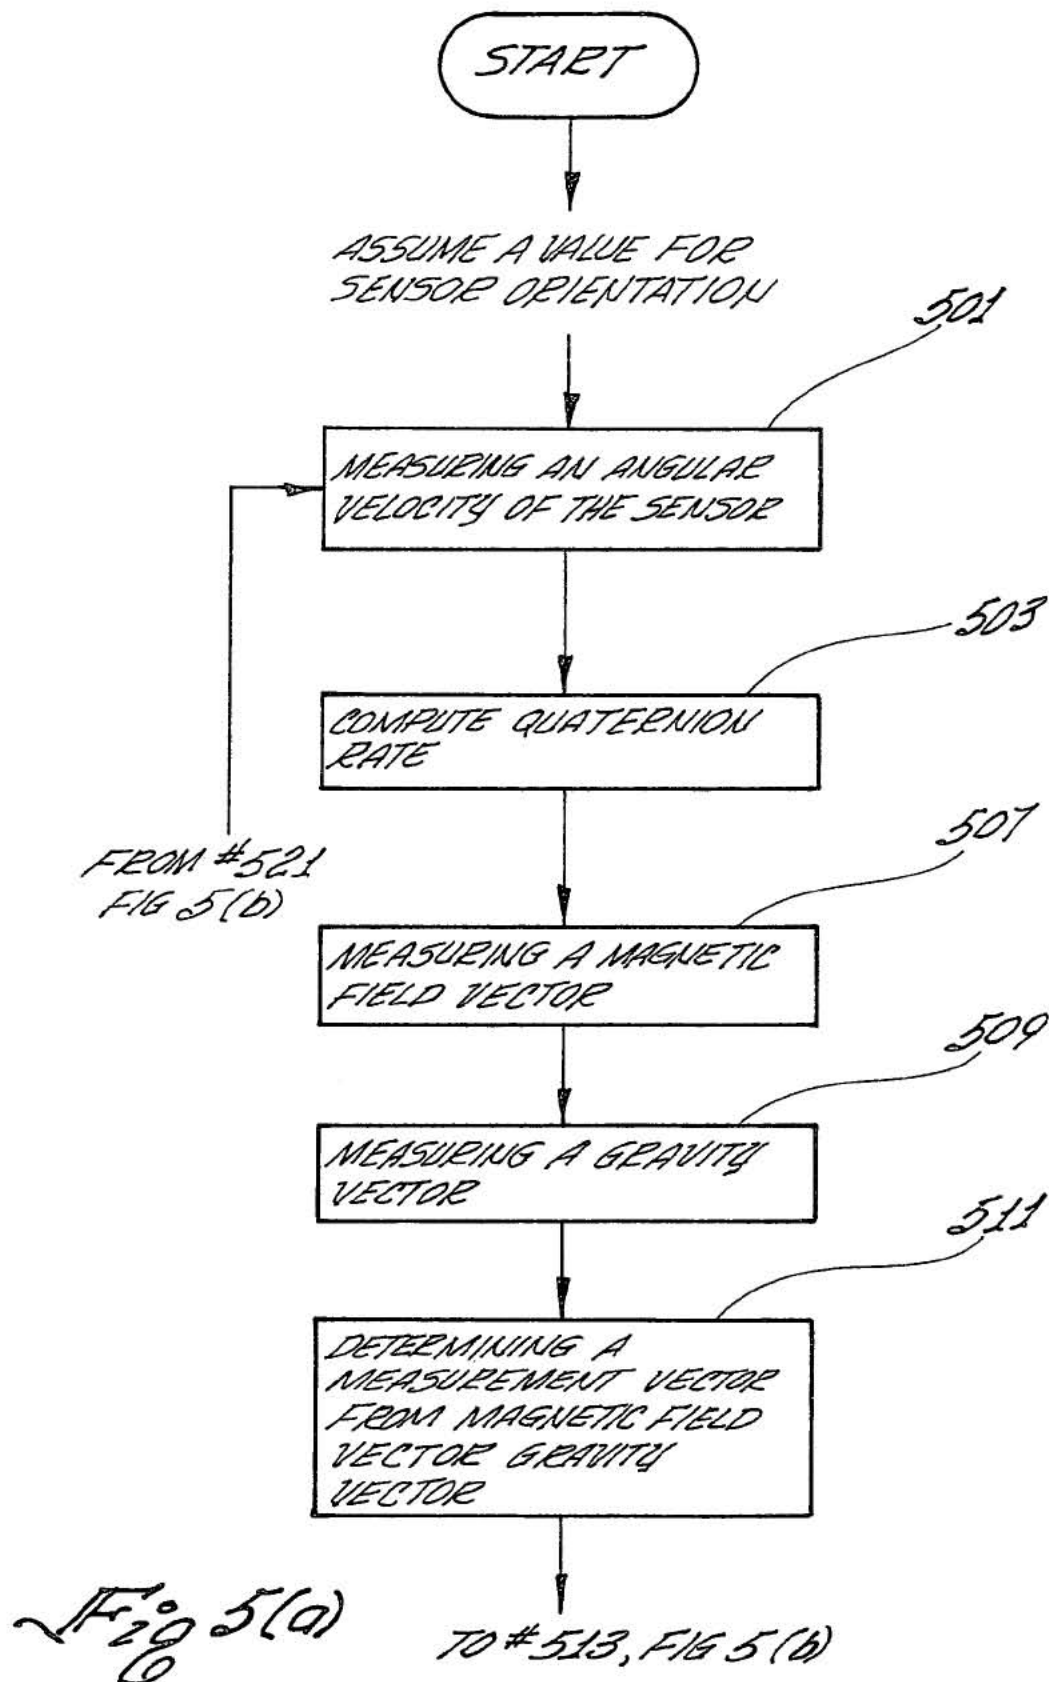 START
ASSUME A VALUE FOR
SENSOR ORIENTATION
501
MEASURING AN ANGULAR
VELOCITY OF THE SENSOR
503
COMPUTE QUATERNION
RATE
FROM #521
FIG 5(b)
507
MEASURING A MAGNETIC
FIELD VECTOR
509
MEASURING A GRAVITY
VECTOR
511
DETERMINING A
MEASUREMENT VECTOR
FROM MAGNETIC FIELD
VECTOR GRAVITY
VECTOR
Fig 5(a)
TO #513, FIG 5(b)